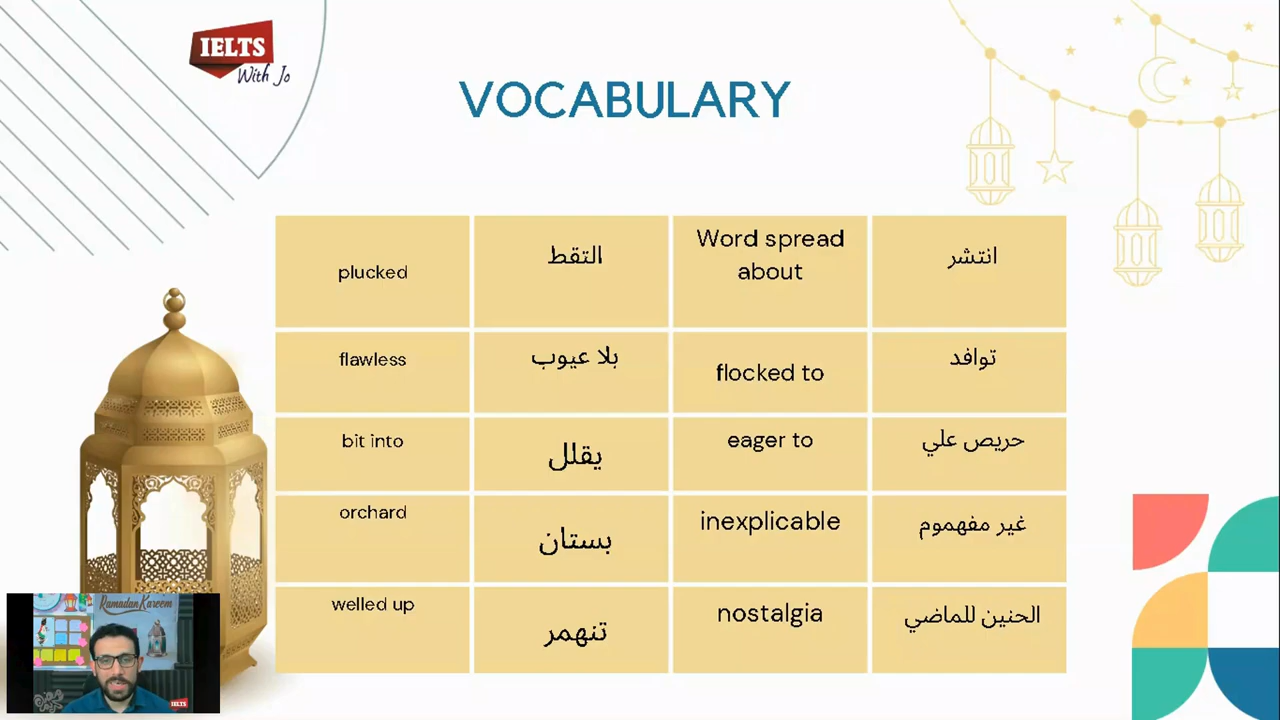 IELTS
With Jo
VOCABULARY
plucked
التقط
Word spread
about
انتشر
flawless
بلا عيوب
flocked to
توافد
bit into
يقلل
eager to
حريص علي
orchard
بستان
inexplicable
غير مفهموم
welled up
تنهمر
nostalgia
الحنين للماضي
Ramadan Kareem
IELTS